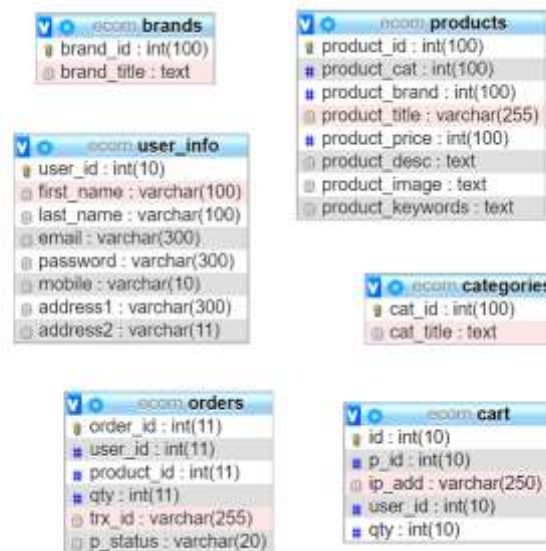 ecom brands
brand_id : int(100)
brand_title : text
ecom products
product_id : int(100)
product_cat : int(100)
product_brand : int(100)
product_title : varchar(255)
product_price : int(100)
product_desc : text
product_image : text
product_keywords : text
ecom user_info
user_id : int(10)
first_name : varchar(100)
last_name : varchar(100)
email : varchar(300)
password : varchar(300)
mobile : varchar(10)
address1 : varchar(300)
address2 : varchar(11)
ecom categories
cat_id : int(100)
cat_title : text
ecom orders
order_id : int(11)
user_id : int(11)
product_id : int(11)
qty : int(11)
trx_id : varchar(255)
p_status : varchar(20)
ecom cart
id : int(10)
p_id : int(10)
ip_add : varchar(250)
user_id : int(10)
qty : int(10)